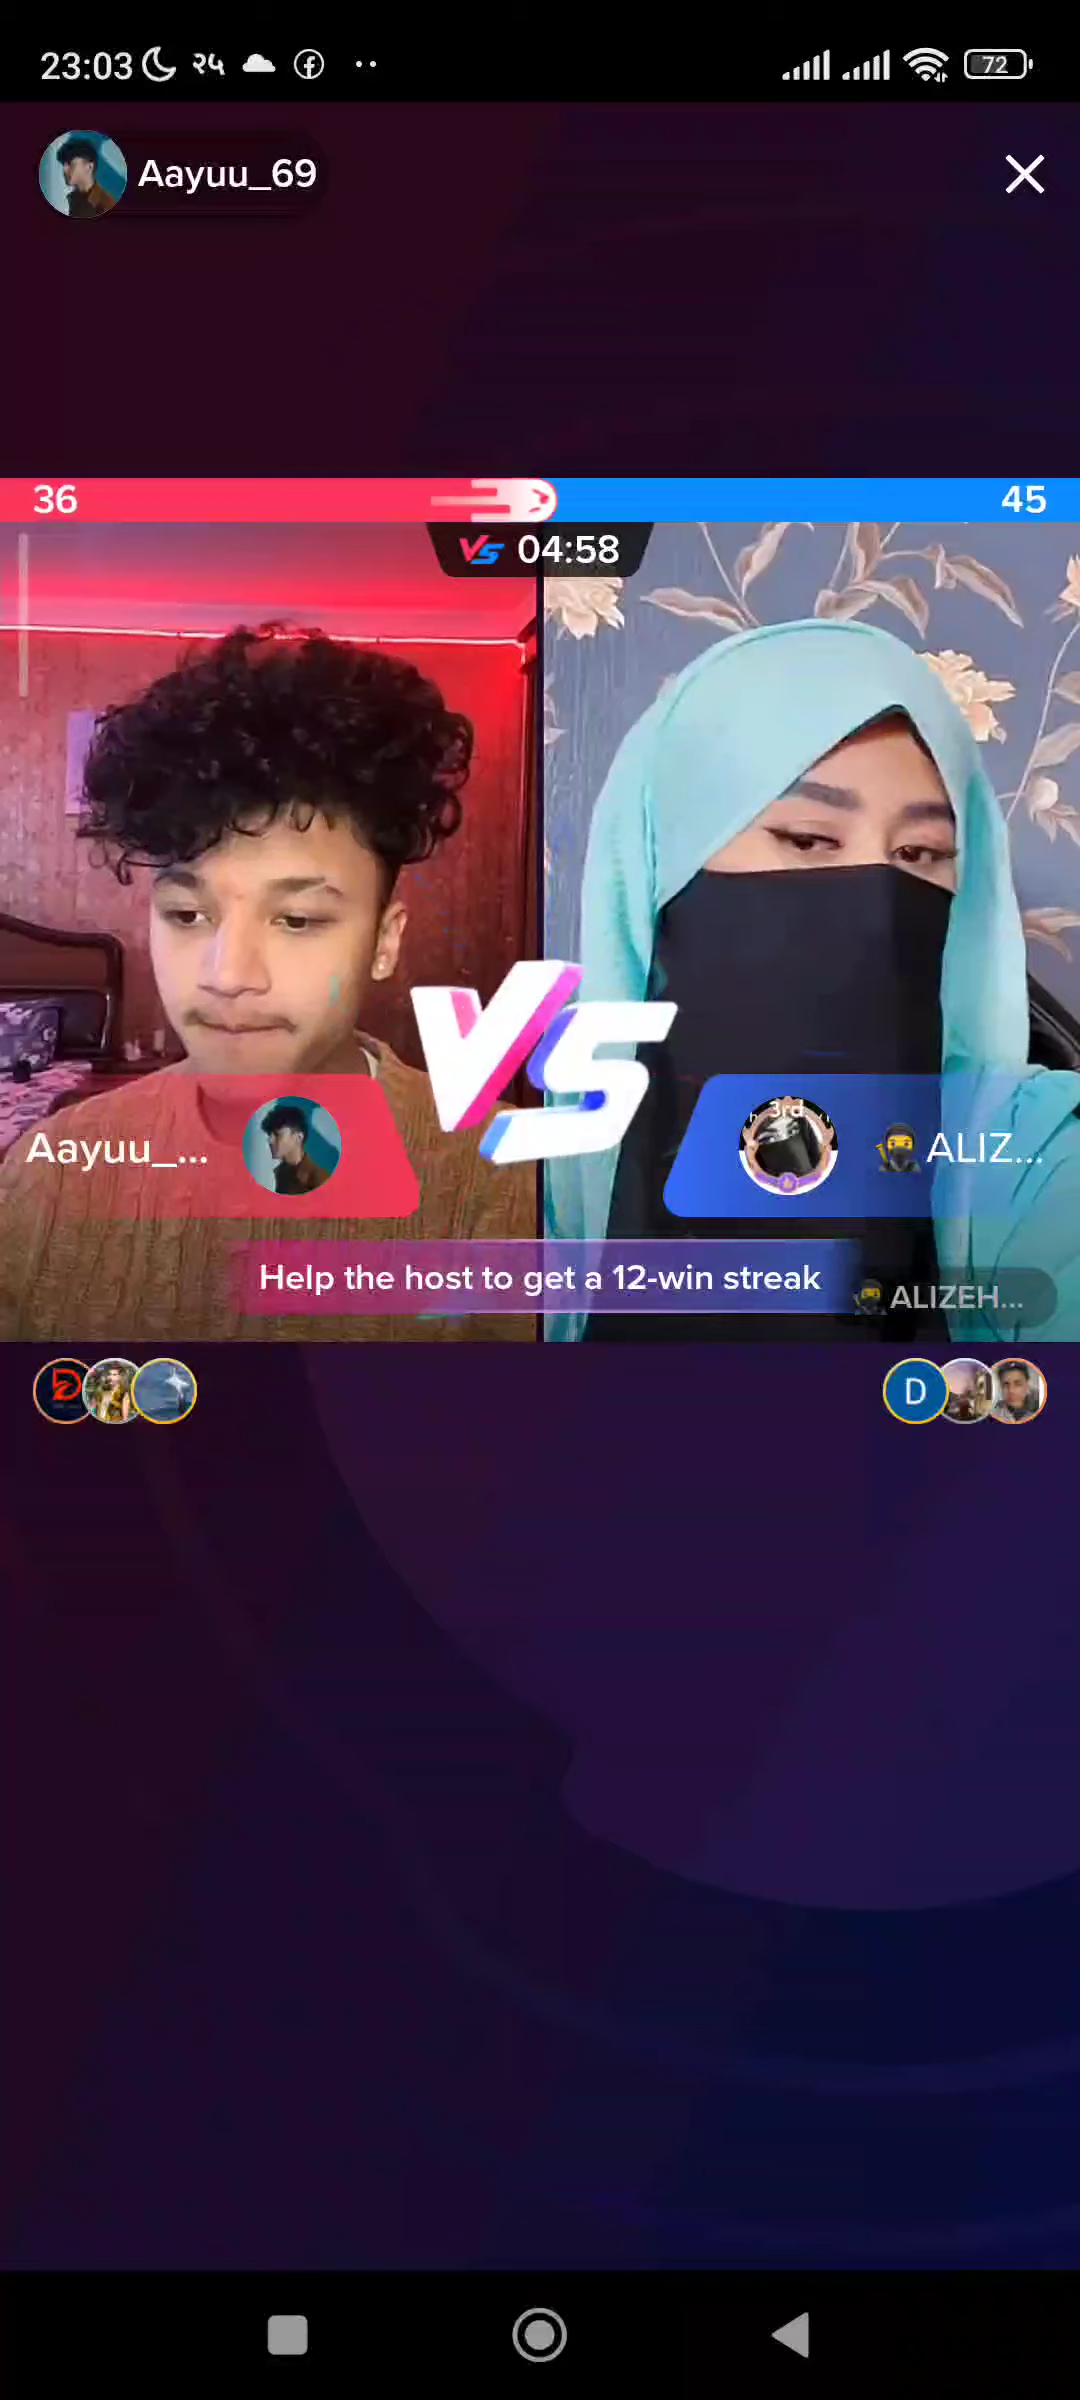 23:03 २५ 72
Aayuu_69
36 45
VS 04:58
VS
Aayuu_... 3rd ALIZ...
Help the host to get a 12-win streak
ALIZEH...
D